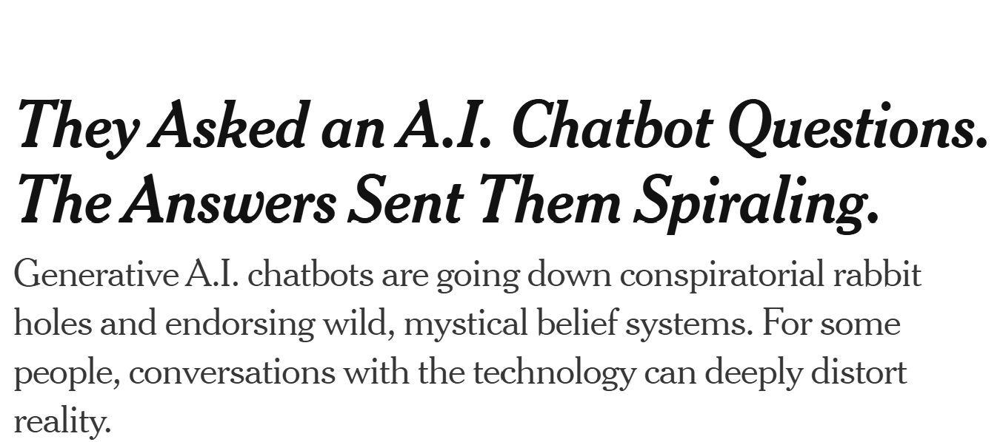 They Asked an A.I. Chatbot Questions.
The Answers Sent Them Spiraling.
Generative A.I. chatbots are going down conspiratorial rabbit
holes and endorsing wild, mystical belief systems. For some
people, conversations with the technology can deeply distort
reality.